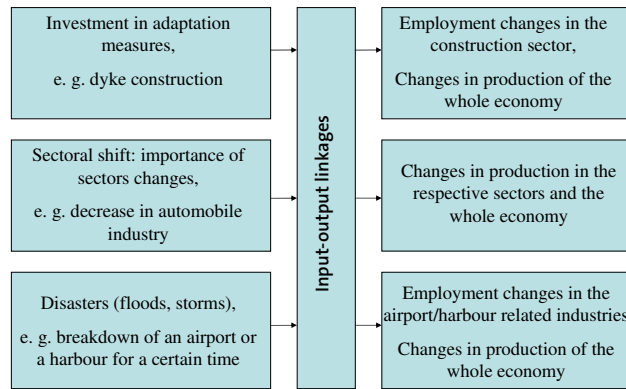 Investment in adaptation
measures,
e. g. dyke construction
Sectoral shift: importance of
sectors changes,
e. g. decrease in automobile
industry
Disasters (floods, storms),
e. g. breakdown of an airport or
a harbour for a certain time
Input-output linkages
Employment changes in the
construction sector,
Changes in production of the
whole economy
Changes in production in the
respective sectors and the
whole economy
Employment changes in the
airport/harbour related industries
Changes in production of the
whole economy